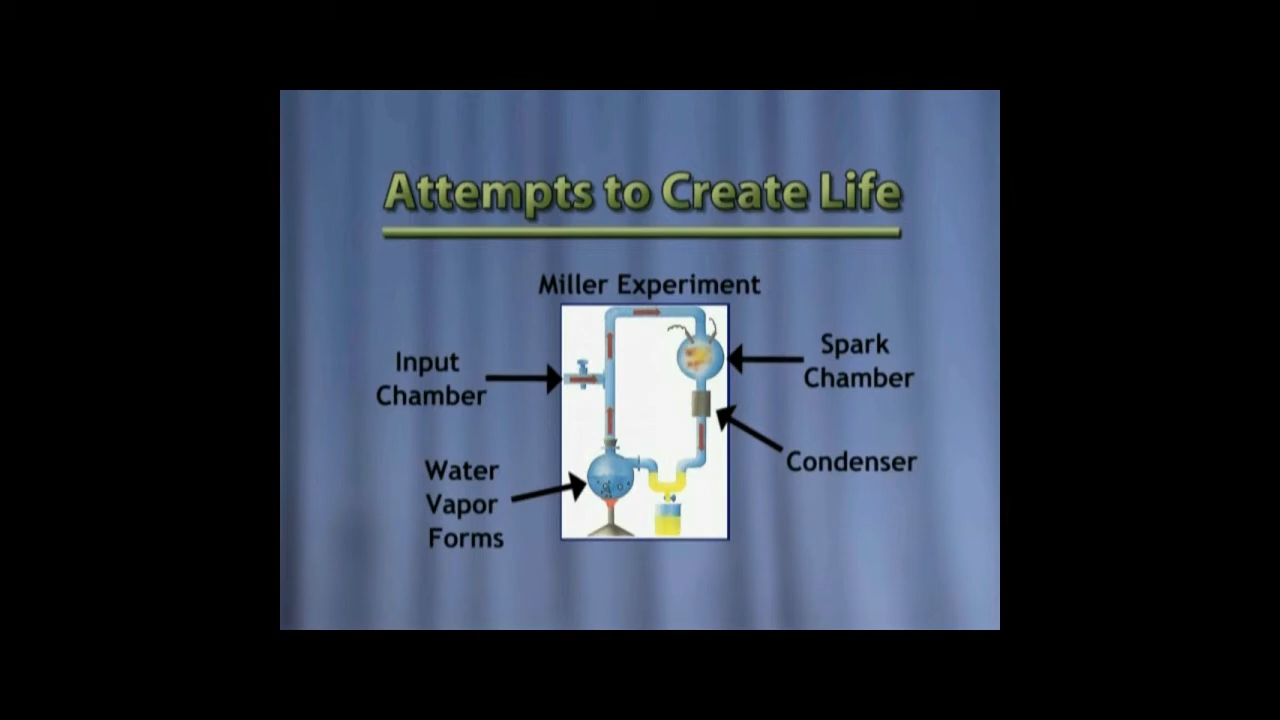 Attempts to Create Life
Miller Experiment
Input
Chamber
Spark
Chamber
Condenser
Water
Vapor
Forms